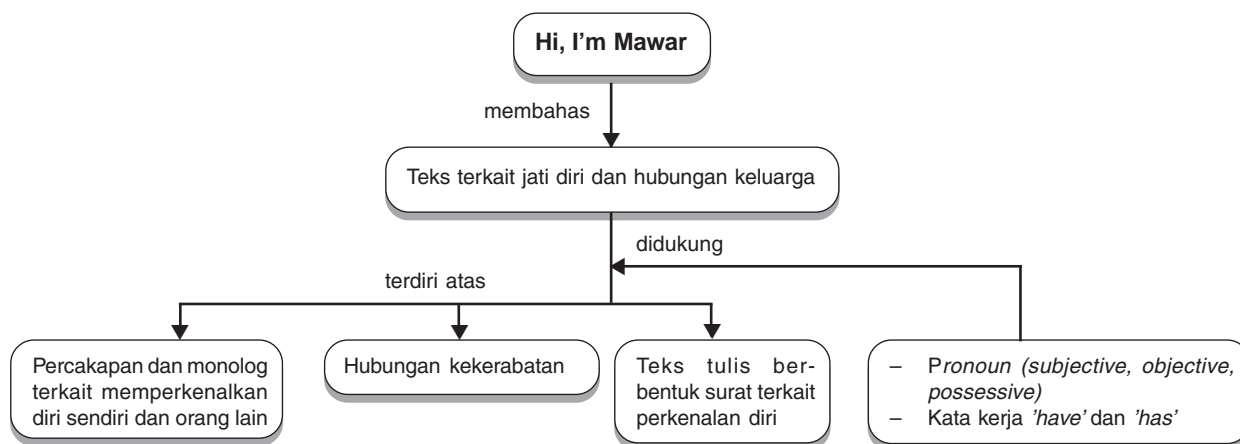 Hi, I'm Mawar
membahas
Teks terkait jati diri dan hubungan keluarga
didukung
terdiri atas
Percakapan dan monolog
terkait memperkenalkan
diri sendiri dan orang lain
Hubungan kekerabatan
Teks tulis ber-
bentuk surat terkait
perkenalan diri
– Pronoun (subjective, objective,
possessive)
– Kata kerja 'have' dan 'has'